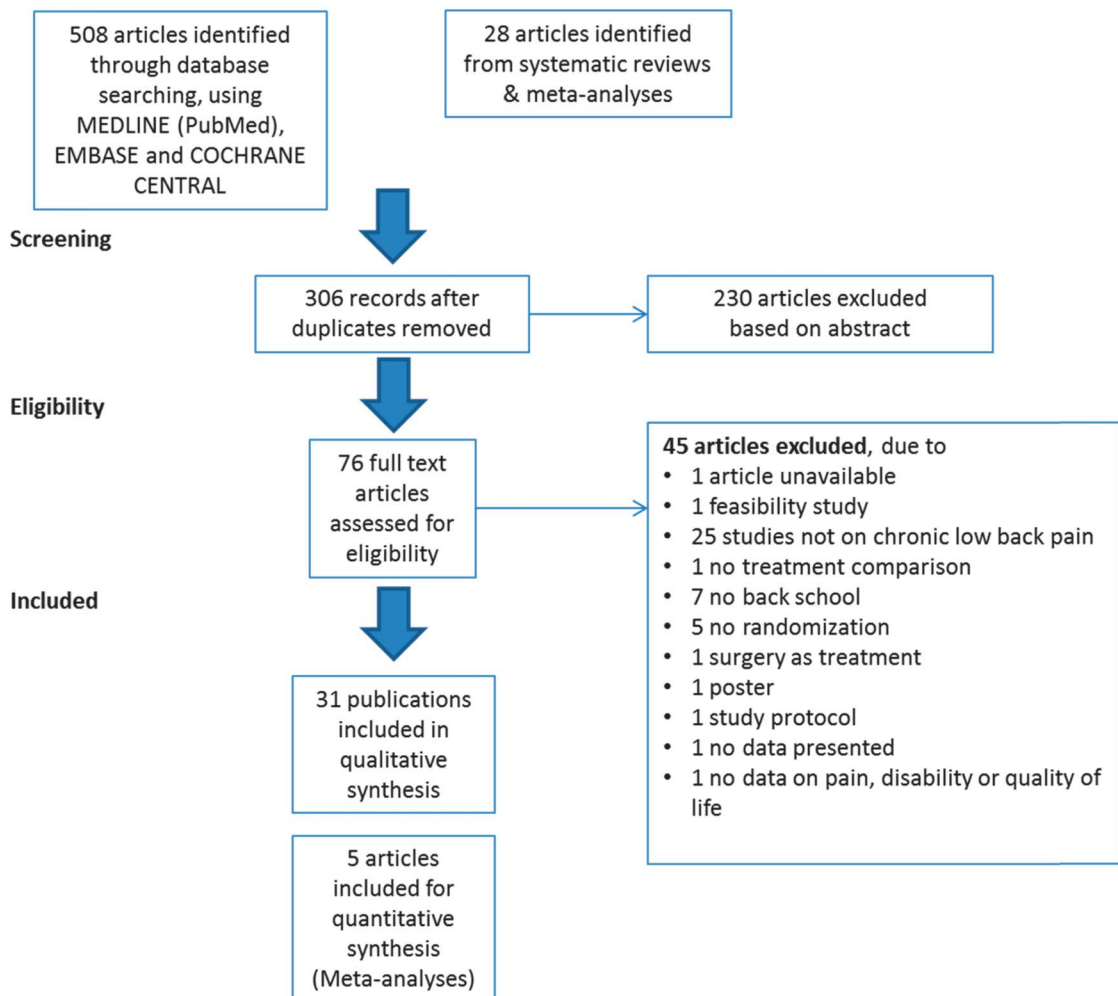 508 articles identified
through database
searching, using
MEDLINE (PubMed),
EMBASE and COCHRANE
CENTRAL
28 articles identified
from systematic reviews
& meta-analyses
Screening
306 records after
duplicates removed
230 articles excluded
based on abstract
Eligibility
76 full text
articles
assessed for
eligibility
45 articles excluded, due to
• 1 article unavailable
• 1 feasibility study
• 25 studies not on chronic low back pain
• 1 no treatment comparison
• 7 no back school
• 5 no randomization
• 1 surgery as treatment
• 1 poster
• 1 study protocol
• 1 no data presented
• 1 no data on pain, disability or quality of
life
Included
31 publications
included in
qualitative
synthesis
5 articles
included for
quantitative
synthesis
(Meta-analyses)